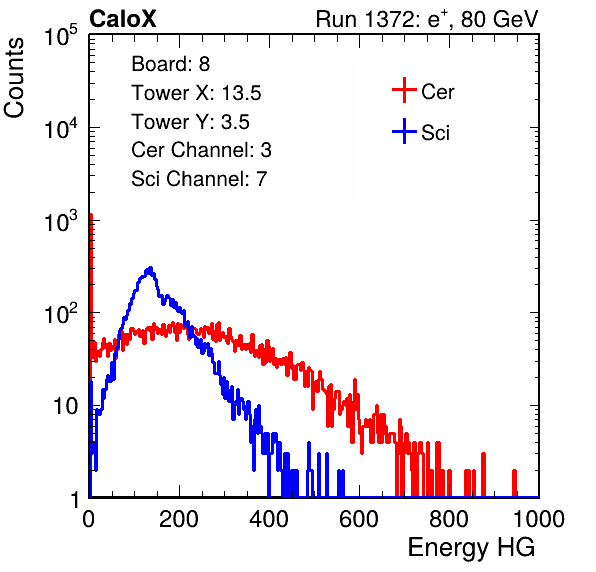 CaloX Run 1372: e⁺, 80 GeV
Counts
10⁵
10⁴
10³
10²
10
1
Board: 8
Tower X: 13.5
Tower Y: 3.5
Cer Channel: 3
Sci Channel: 7
Cer
Sci
0 200 400 600 800 1000
Energy HG